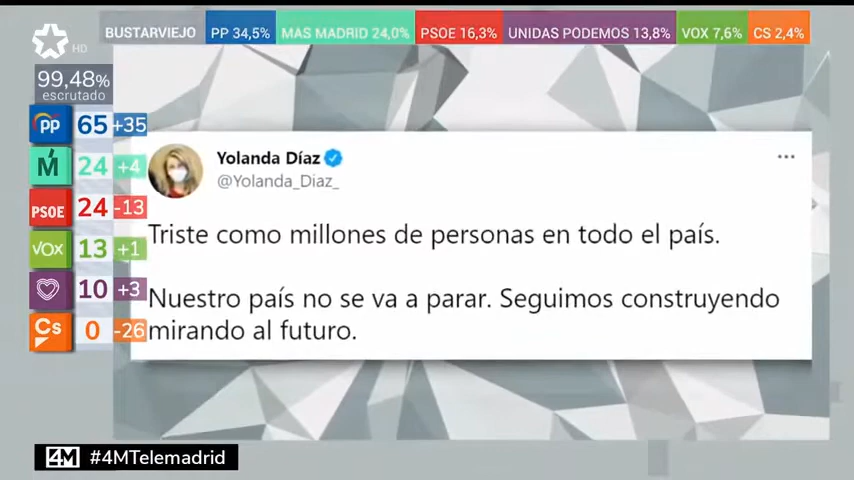 HD
BUSTARVIEJO PP 34,5% MÁS MADRID 24,0% PSOE 16,3% UNIDAS PODEMOS 13,8% VOX 7,6% CS 2,4%
99,48%
escrutado
PP 65 +35
M 24 +4
PSOE 24 -13
VOX 13 +1
10 +3
Cs 0 -26
Yolanda Díaz
@Yolanda_Diaz_
Triste como millones de personas en todo el país.
Nuestro país no se va a parar. Seguimos construyendo
mirando al futuro.
4M #4MTelemadrid